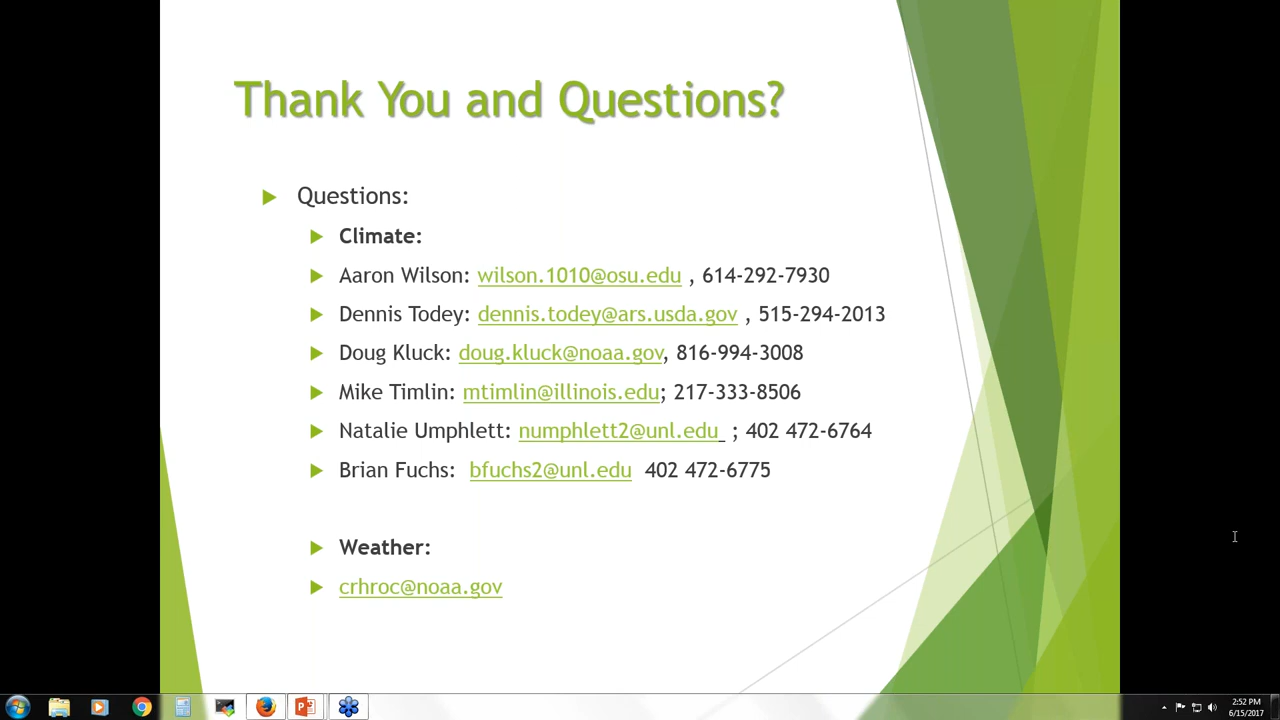 Thank You and Questions?
Questions:
Climate:
Aaron Wilson: wilson.1010@osu.edu , 614-292-7930
Dennis Todey: dennis.todey@ars.usda.gov , 515-294-2013
Doug Kluck: doug.kluck@noaa.gov, 816-994-3008
Mike Timlin: mtimlin@illinois.edu; 217-333-8506
Natalie Umphlett: numphlett2@unl.edu ; 402 472-6764
Brian Fuchs: bfuchs2@unl.edu 402 472-6775
Weather:
crhroc@noaa.gov
2:52 PM
6/15/2017